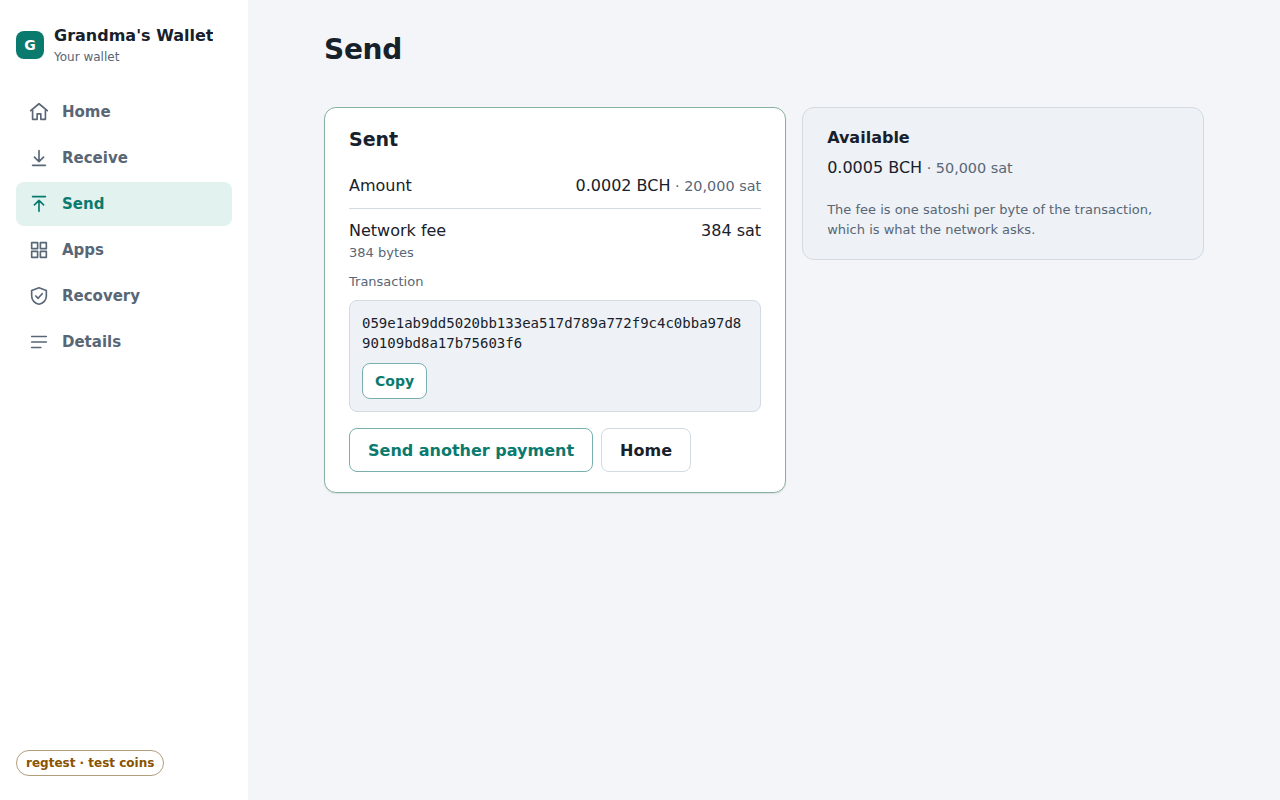 G
Grandma's Wallet
Your wallet
Home
Receive
Send
Apps
Recovery
Details
regtest · test coins
Send
Sent
Amount 0.0002 BCH · 20,000 sat
Network fee 384 sat
384 bytes
Transaction
059e1ab9dd5020bb133ea517d789a772f9c4c0bba97d8
90109bd8a17b75603f6
Copy
Send another payment Home
Available
0.0005 BCH · 50,000 sat
The fee is one satoshi per byte of the transaction,
which is what the network asks.